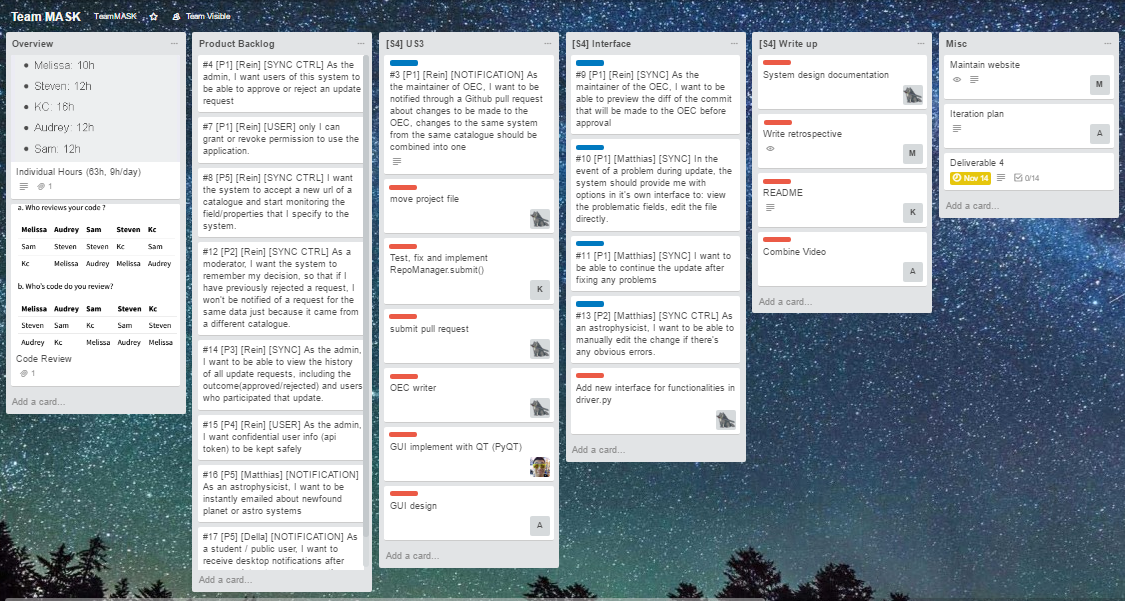 Team MASK TeamMASK Team Visible
Overview
Melissa: 10h
Steven: 12h
KC: 16h
Audrey: 12h
Sam: 12h
Individual Hours (63h, 9h/day)
1
a. Who reviews your code ?
Melissa Audrey Sam Steven Kc
Sam Steven Steven Kc Sam
Kc Melissa Audrey Melissa Audrey
b. Who's code do you review?
Melissa Audrey Sam Steven Kc
Steven Sam Kc Sam Steven
Audrey Kc Melissa Audrey Melissa
Code Review
1
Add a card...
Product Backlog
#4 [P1] [Rein] [SYNC CTRL] As the
admin, I want users of this system to
be able to approve or reject an update
request
#7 [P1] [Rein] [USER] only I can
grant or revoke permission to use the
application.
#8 [P5] [Rein] [SYNC CTRL] I want
the system to accept a new url of a
catalogue and start monitoring the
field/properties that I specify to the
system.
#12 [P2] [Rein] [SYNC CTRL] As a
moderator, I want the system to
remember my decision, so that if I
have previously rejected a request, I
won't be notified of a request for the
same data just because it came from
a different catalogue.
#14 [P3] [Rein] [SYNC] As the admin,
I want to be able to view the history
of all update requests, including the
outcome(approved/rejected) and users
who participated that update.
#15 [P4] [Rein] [USER] As the admin,
I want confidential user info (api
token) to be kept safely
#16 [P5] [Matthias] [NOTIFICATION]
As an astrophysicist, I want to be
instantly emailed about newfound
planet or astro systems
#17 [P5] [Della] [NOTIFICATION] As
a student / public user, I want to
receive desktop notifications after
Add a card...
[S4] US3
#3 [P1] [Rein] [NOTIFICATION] As
the maintainer of OEC, I want to be
notified through a Github pull request
about changes to be made to the
OEC, changes to the same system
from the same catalogue should be
combined into one
move project file
Test, fix and implement
RepoManager.submit()
K
submit pull request
OEC writer
GUI implement with QT (PyQT)
GUI design
A
Add a card...
[S4] Interface
#9 [P1] [Rein] [SYNC] As the
maintainer of the OEC, I want to be
able to preview the diff of the commit
that will be made to the OEC before
approval
#10 [P1] [Matthias] [SYNC] In the
event of a problem during update, the
system should provide me with
options in it's own interface to: view
the problematic fields, edit the file
directly.
#11 [P1] [Matthias] [SYNC] I want to
be able to continue the update after
fixing any problems
#13 [P2] [Matthias] [SYNC CTRL] As
an astrophysicist, I want to be able to
manually edit the change if there's
any obvious errors.
Add new interface for functionalities in
driver.py
Add a card...
[S4] Write up
System design documentation
Write retrospective
M
README
K
Combine Video
A
Add a card...
Misc
Maintain website
M
Iteration plan
A
Deliverable 4
Nov 14 0/14
Add a card...